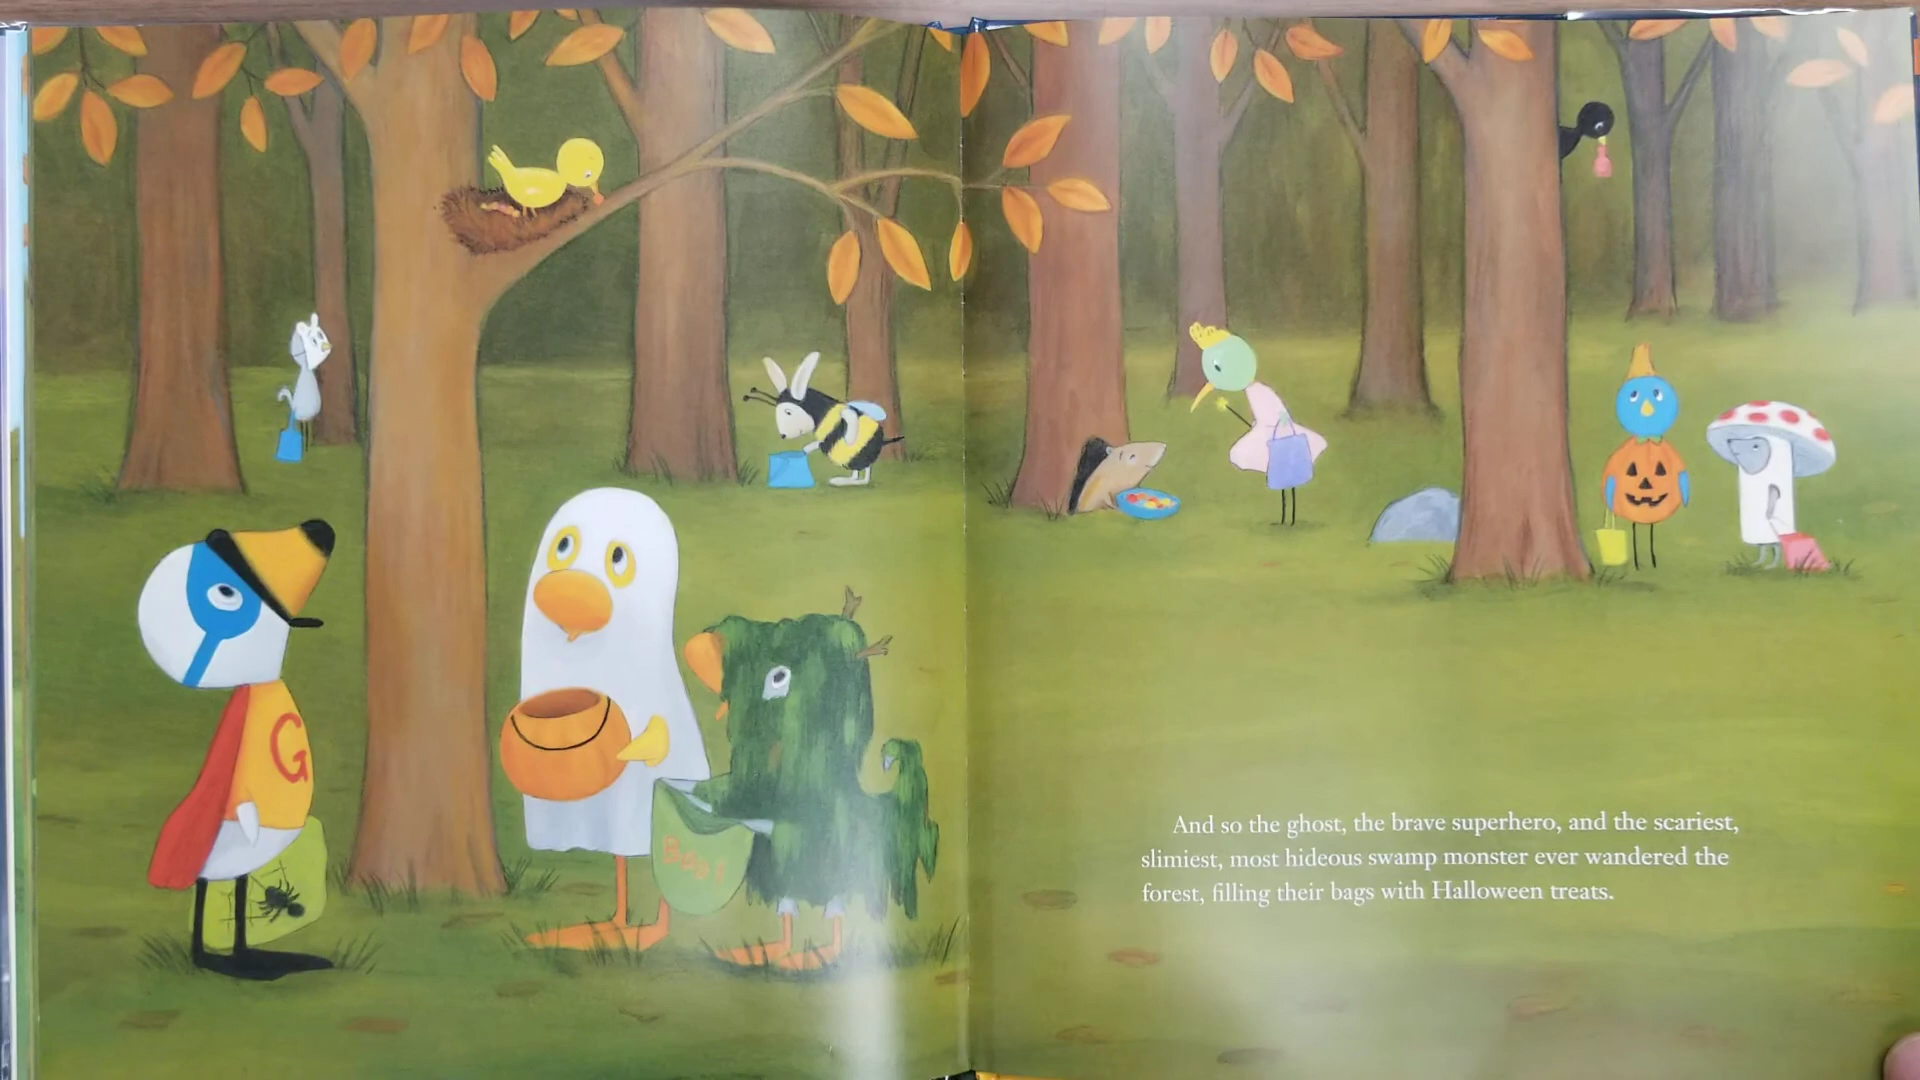 G
Boo!
And so the ghost, the brave superhero, and the scariest,
slimiest, most hideous swamp monster ever wandered the
forest, filling their bags with Halloween treats.